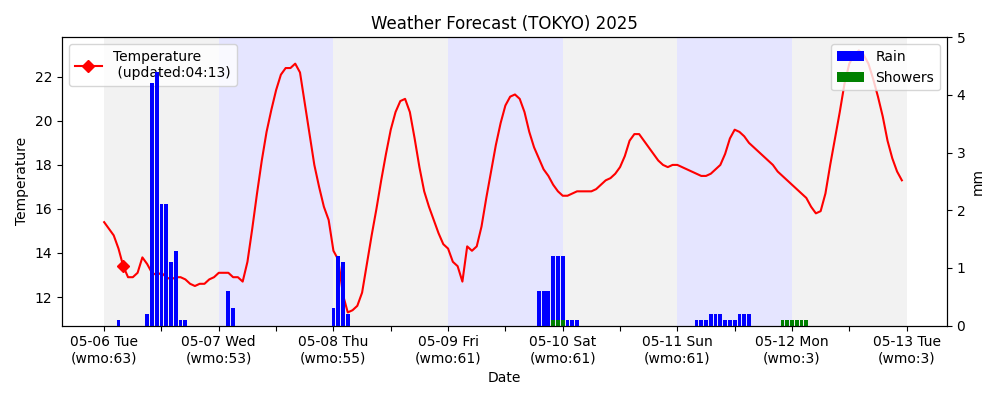 Weather Forecast (TOKYO) 2025
Temperature
(updated:04:13)
Rain
Showers
22
20
18
16
14
12
Temperature
5
4
3
2
1
0
mm
05-06 Tue 05-07 Wed 05-08 Thu 05-09 Fri 05-10 Sat 05-11 Sun 05-12 Mon 05-13 Tue
(wmo:63) (wmo:53) (wmo:55) (wmo:61) (wmo:61) (wmo:61) (wmo:3) (wmo:3)
Date